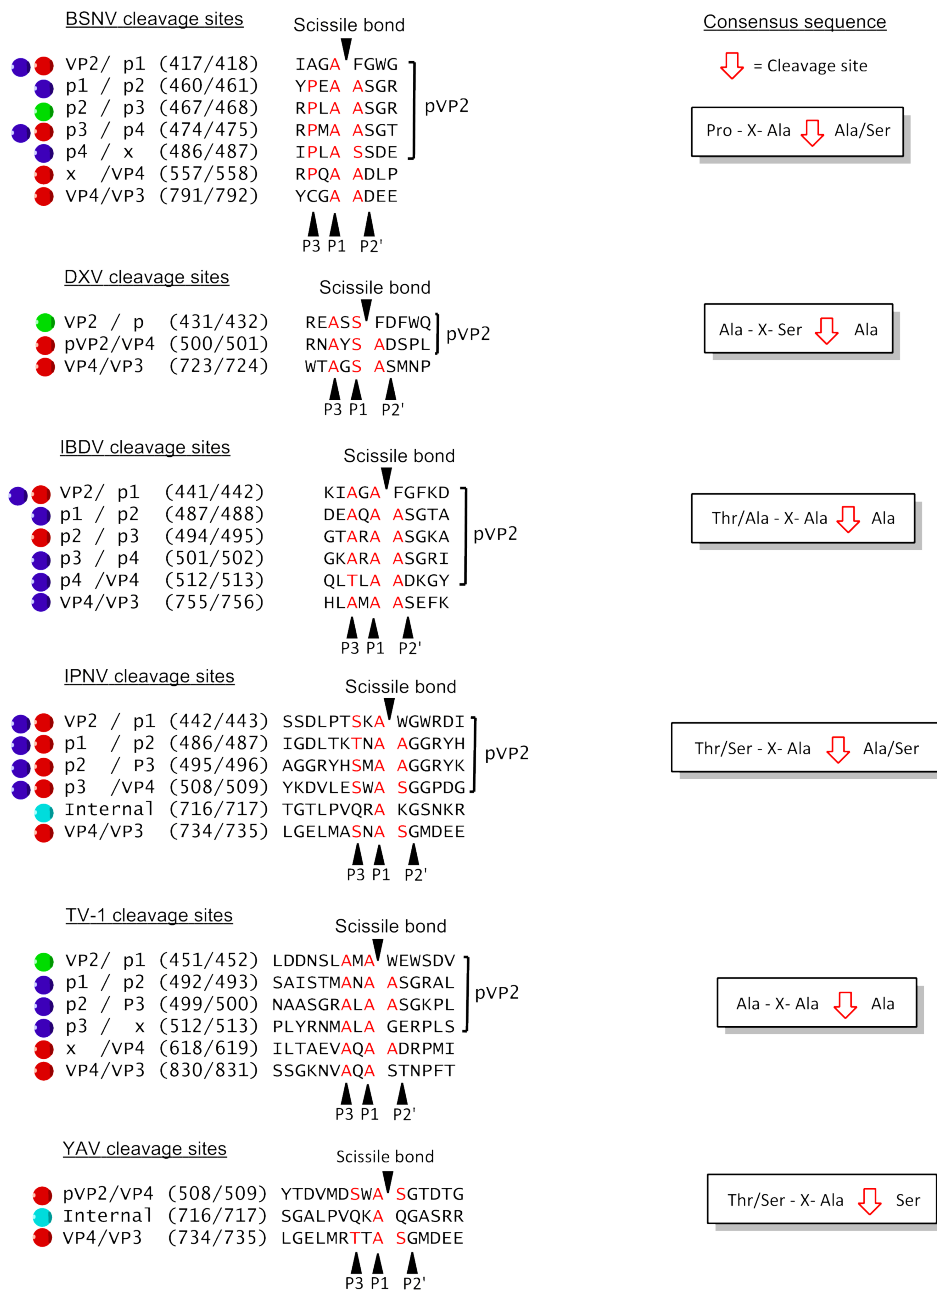 BSNV cleavage sites
Scissile bond
Consensus sequence
= Cleavage site
VP2/ p1 (417/418) IAGA FGWG
p1 / p2 (460/461) YPEA ASGR
p2 / p3 (467/468) RPLA ASGR
p3 / p4 (474/475) RPMA ASGT
p4 / x (486/487) IPLA SSDE
x /VP4 (557/558) RPQA ADLP
VP4/VP3 (791/792) YCGA ADEE
pVP2
Pro - X- Ala Ala/Ser
P3 P1 P2'
DXV cleavage sites
Scissile bond
VP2 / p (431/432) REASS FDFWQ
pVP2/VP4 (500/501) RNAYS ADSPL
VP4/VP3 (723/724) WTAGS ASMNP
pVP2
Ala - X- Ser Ala
P3 P1 P2'
IBDV cleavage sites
Scissile bond
VP2/ p1 (441/442) KIAGA FGFKD
p1 / p2 (487/488) DEAQA ASGTA
p2 / p3 (494/495) GTARA ASGKA
p3 / p4 (501/502) GKARA ASGRI
p4 /VP4 (512/513) QLTLA ADKGY
VP4/VP3 (755/756) HLAMA ASEFK
pVP2
Thr/Ala - X- Ala Ala
P3 P1 P2'
IPNV cleavage sites
Scissile bond
VP2 / p1 (442/443) SSDLPTSKA WGWRDI
p1 / p2 (486/487) IGDLTKTNA AGGRYH
p2 / P3 (495/496) AGGRYHSMA AGGRYK
p3 /VP4 (508/509) YKDVLESWA SGGPDG
Internal (716/717) TGTLPVQRA KGSNKR
VP4/VP3 (734/735) LGELMASNA SGMDEE
pVP2
Thr/Ser - X- Ala Ala/Ser
P3 P1 P2'
TV-1 cleavage sites
Scissile bond
VP2/ p1 (451/452) LDDNSLAMA WEWSDV
p1 / p2 (492/493) SAISTMANA ASGRAL
p2 / P3 (499/500) NAASGRALA ASGKPL
p3 / x (512/513) PLYRNMALA GERPLS
x /VP4 (618/619) ILTAEVAQA ADRPMI
VP4/VP3 (830/831) SSGKNVAQA STNPFT
pVP2
Ala - X- Ala Ala
P3 P1 P2'
YAV cleavage sites
Scissile bond
pVP2/VP4 (508/509) YTDVMDSWA SGTDTG
Internal (716/717) SGALPVQKA QGASRR
VP4/VP3 (734/735) LGELMRTTA SGMDEE
Thr/Ser - X- Ala Ser
P3 P1 P2'